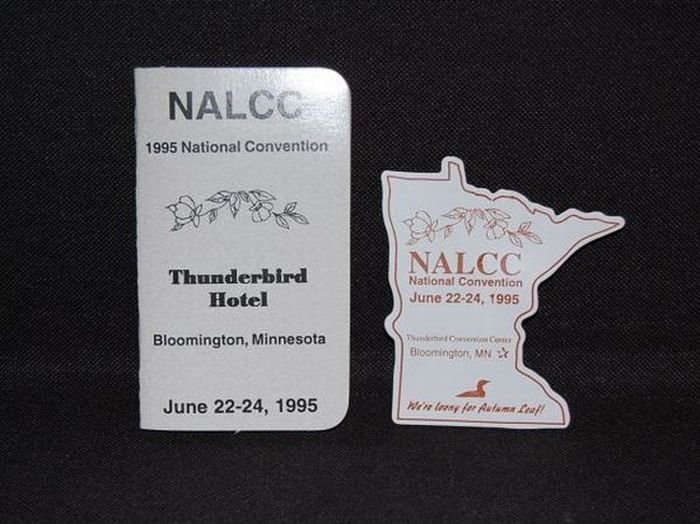 NALCC
1995 National Convention
Thunderbird
Hotel
Bloomington, Minnesota
June 22-24, 1995
NALCC
National Convention
June 22-24, 1995
Thunderbird Convention Center
Bloomington, MN
We're loony for Autumn Leaf!